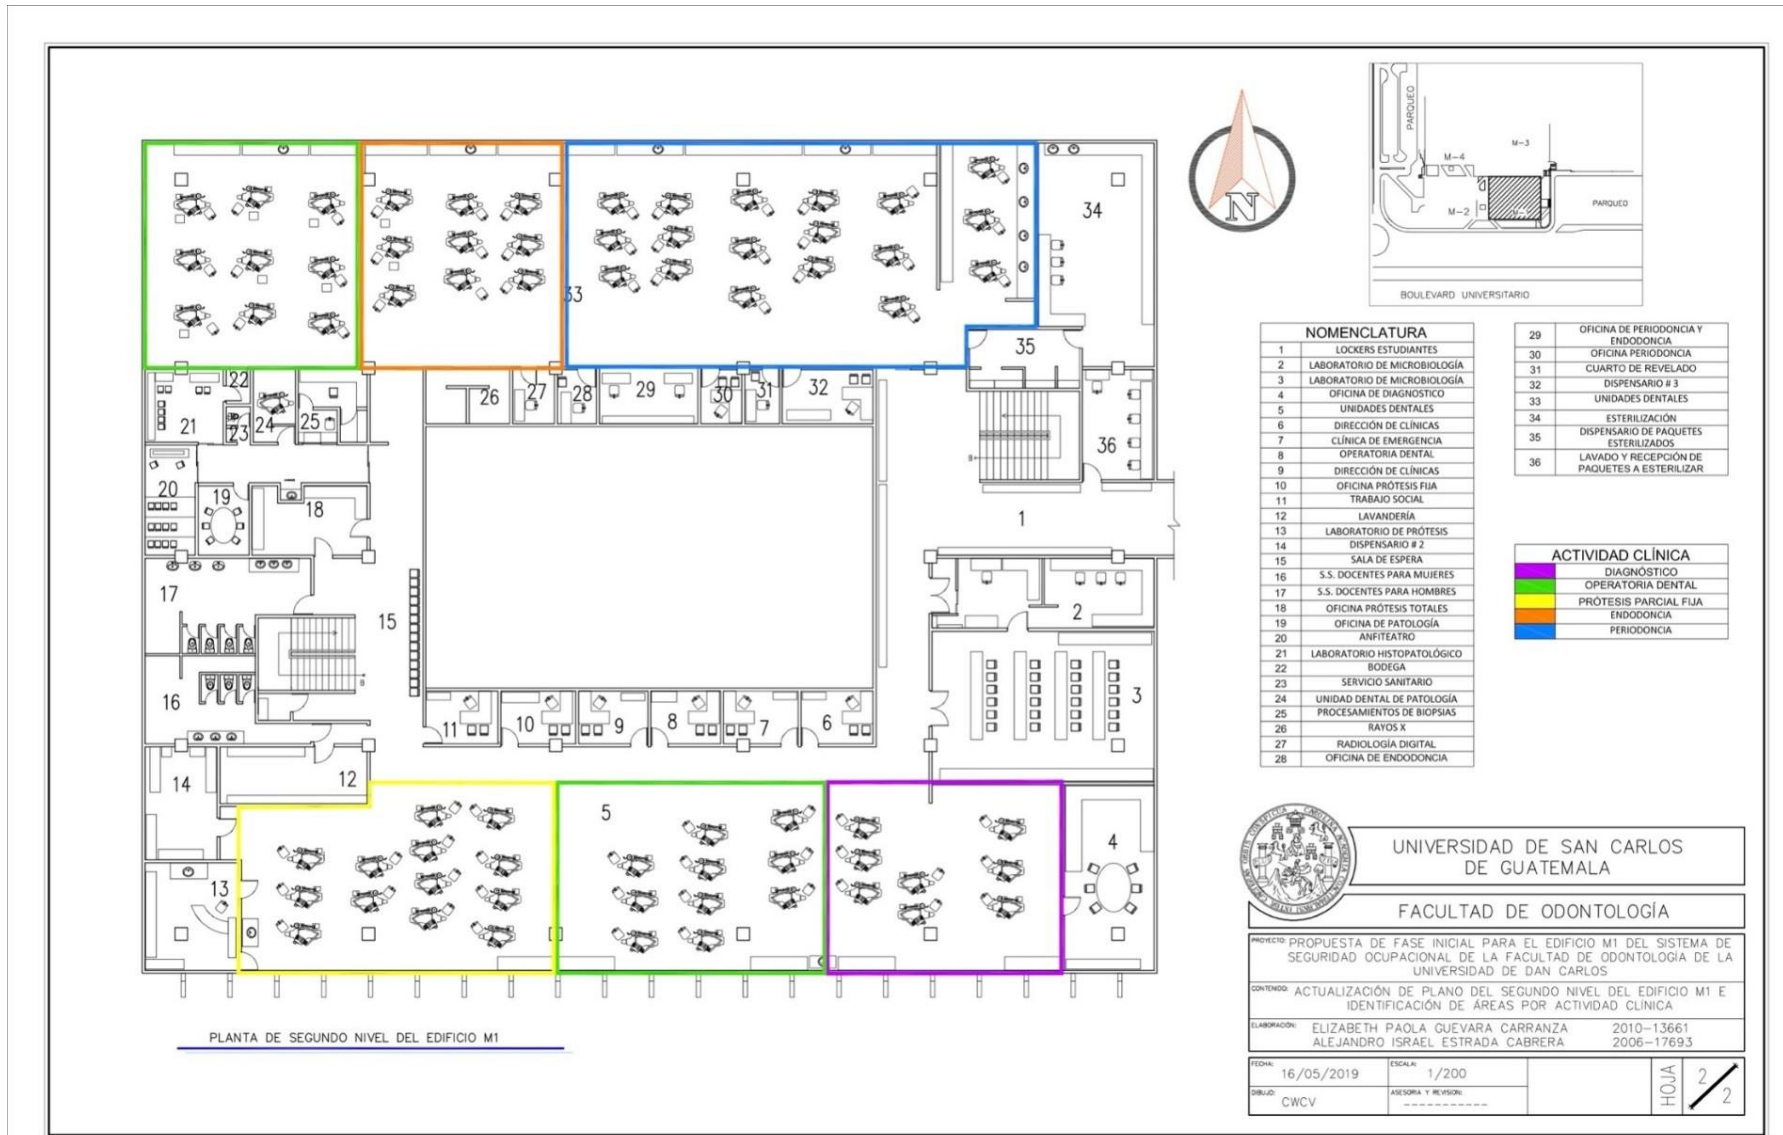 PARQUEO
M-3
M-4
M-2
PARQUEO
BOULEVARD UNIVERSITARIO
N
34
33
35
22
26
27
28
29
30
31
32
21
23
24
25
36
20
19
18
1
17
15
2
16
3
11
10
9
8
7
6
14
12
5
4
13
PLANTA DE SEGUNDO NIVEL DEL EDIFICIO M1
NOMENCLATURA
1 LOCKERS ESTUDIANTES
2 LABORATORIO DE MICROBIOLOGÍA
3 LABORATORIO DE MICROBIOLOGÍA
4 OFICINA DE DIAGNOSTICO
5 UNIDADES DENTALES
6 DIRECCIÓN DE CLÍNICAS
7 CLÍNICA DE EMERGENCIA
8 OPERATORIA DENTAL
9 DIRECCIÓN DE CLÍNICAS
10 OFICINA PRÓTESIS FIJA
11 TRABAJO SOCIAL
12 LAVANDERÍA
13 LABORATORIO DE PRÓTESIS
14 DISPENSARIO # 2
15 SALA DE ESPERA
16 S.S. DOCENTES PARA MUJERES
17 S.S. DOCENTES PARA HOMBRES
18 OFICINA PRÓTESIS TOTALES
19 OFICINA DE PATOLOGÍA
20 ANFITEATRO
21 LABORATORIO HISTOPATOLÓGICO
22 BODEGA
23 SERVICIO SANITARIO
24 UNIDAD DENTAL DE PATOLOGÍA
25 PROCESAMIENTOS DE BIOPSIAS
26 RAYOS X
27 RADIOLOGÍA DIGITAL
28 OFICINA DE ENDODONCIA
29 OFICINA DE PERIODONCIA Y
ENDODONCIA
30 OFICINA PERIODONCIA
31 CUARTO DE REVELADO
32 DISPENSARIO # 3
33 UNIDADES DENTALES
34 ESTERILIZACIÓN
35 DISPENSARIO DE PAQUETES
ESTERILIZADOS
36 LAVADO Y RECEPCIÓN DE
PAQUETES A ESTERILIZAR
ACTIVIDAD CLÍNICA
DIAGNÓSTICO
OPERATORIA DENTAL
PRÓTESIS PARCIAL FIJA
ENDODONCIA
PERIODONCIA
UNIVERSIDAD DE SAN CARLOS
DE GUATEMALA
FACULTAD DE ODONTOLOGÍA
PROYECTO: PROPUESTA DE FASE INICIAL PARA EL EDIFICIO M1 DEL SISTEMA DE
SEGURIDAD OCUPACIONAL DE LA FACULTAD DE ODONTOLOGÍA DE LA
UNIVERSIDAD DE DAN CARLOS
CONTENIDO: ACTUALIZACIÓN DE PLANO DEL SEGUNDO NIVEL DEL EDIFICIO M1 E
IDENTIFICACIÓN DE ÁREAS POR ACTIVIDAD CLÍNICA
ELABORACIÓN: ELIZABETH PAOLA GUEVARA CARRANZA 2010-13661
ALEJANDRO ISRAEL ESTRADA CABRERA 2006-17693
FECHA: 16/05/2019
ESCALA: 1/200
DIBUJO: CWCV
ASESORIA Y REVISION: -----------
HOJA 2/2